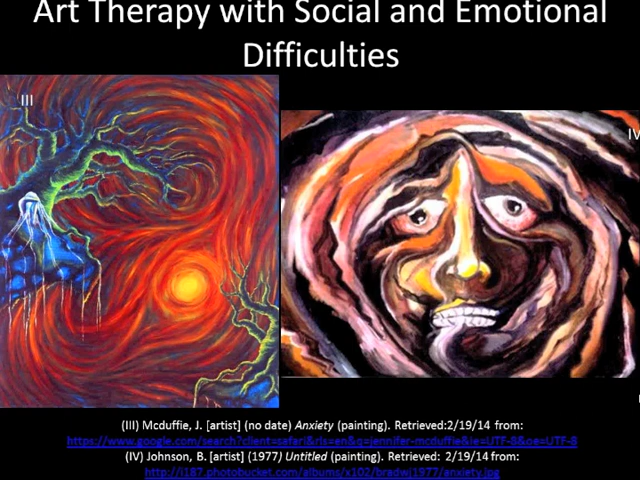 Art Therapy with Social and Emotional
Difficulties
III
IV
(III) Mcduffie, J. [artist] (no date) Anxiety (painting). Retrieved:2/19/14 from:
https://www.google.com/search?client=safari&rls=en&q=jennifer-mcduffie&ie=UTF-8&oe=UTF-8
(IV) Johnson, B. [artist] (1977) Untitled (painting). Retrieved: 2/19/14 from:
http://i187.photobucket.com/albums/x102/bradwj1977/anxiety.jpg